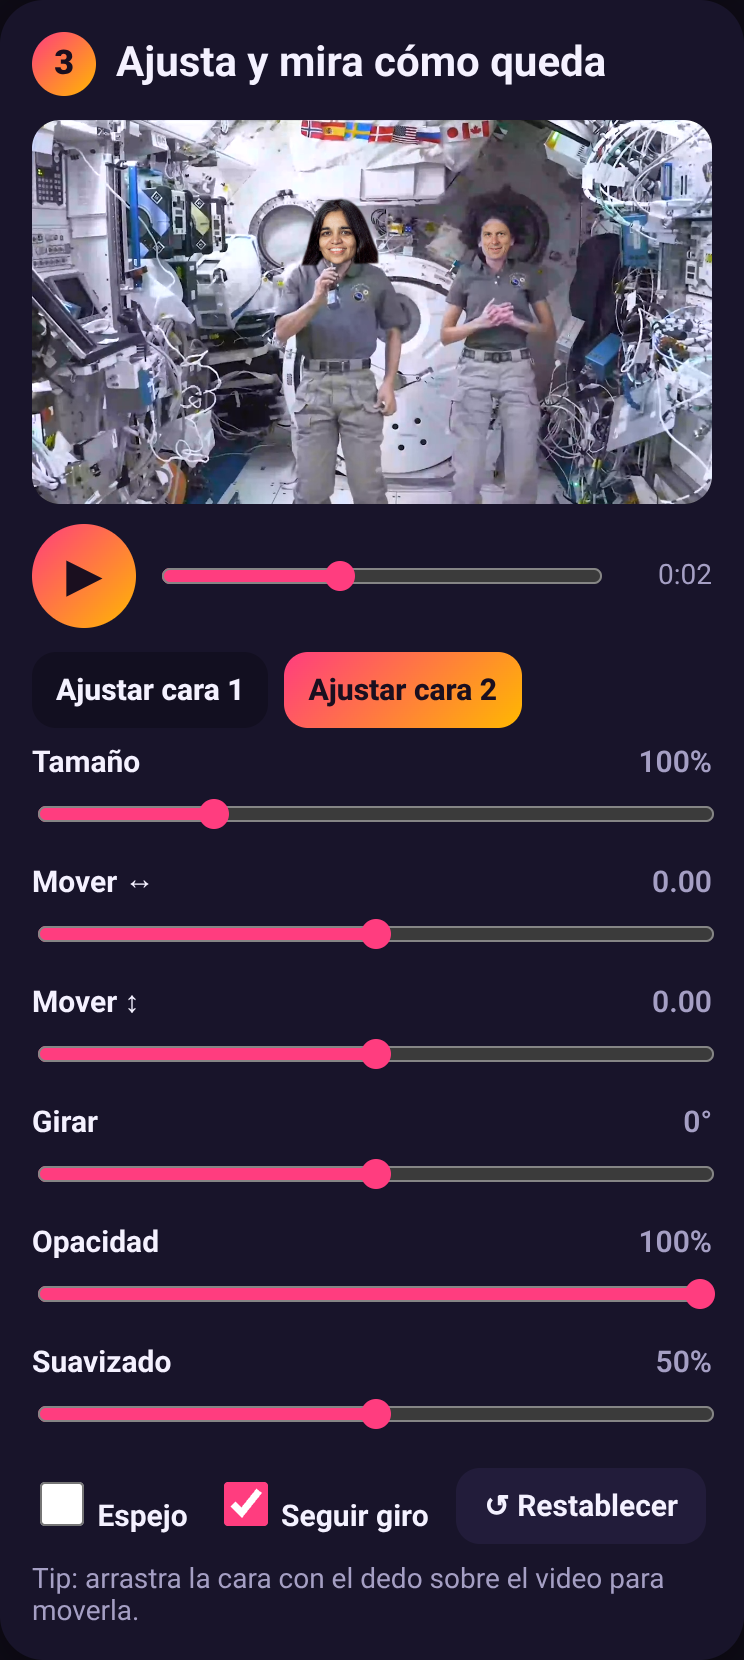 3 Ajusta y mira cómo queda
▶ 0:02
Ajustar cara 1 Ajustar cara 2
Tamaño 100%
Mover ↔ 0.00
Mover ↕ 0.00
Girar 0°
Opacidad 100%
Suavizado 50%
Espejo Seguir giro ↺ Restablecer
Tip: arrastra la cara con el dedo sobre el video para
moverla.